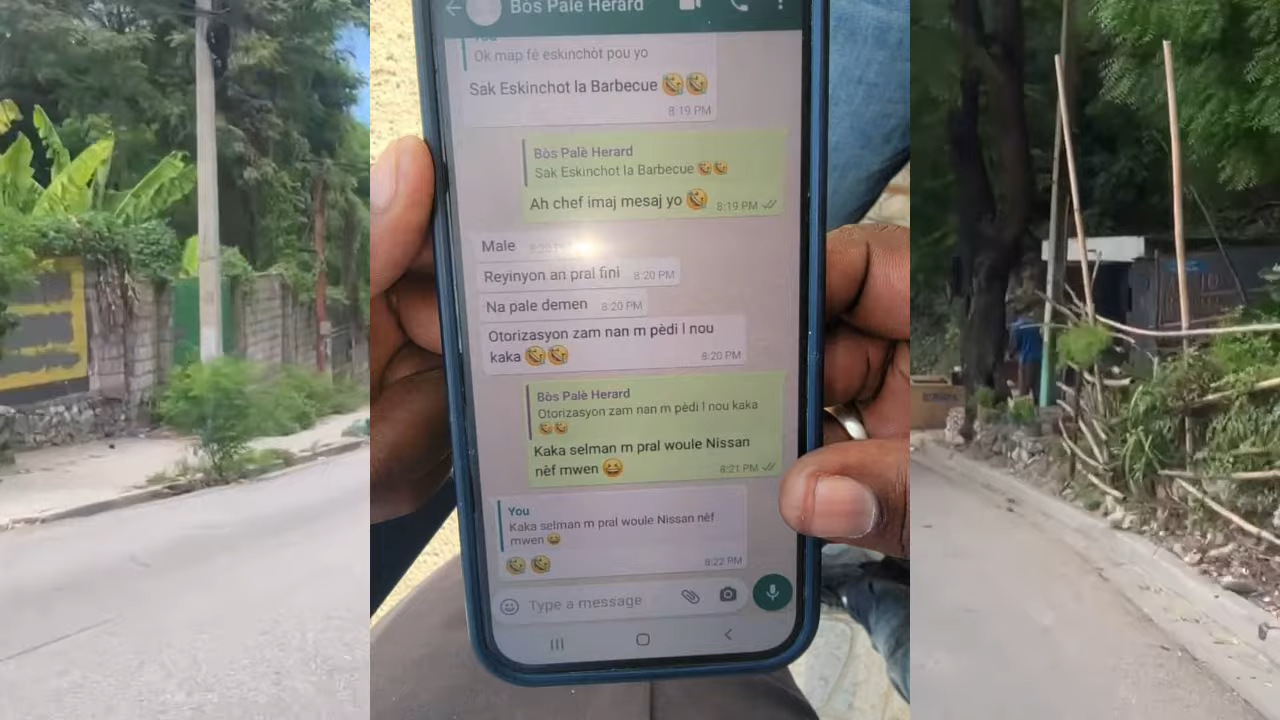 Bòs Palè Herard
Ok map fè eskinchòt pou yo
Sak Eskinchot la Barbecue 🤣🤣
8:19 PM
Bòs Palè Herard
Sak Eskinchot la Barbecue 🤣🤣
Ah chef imaj mesaj yo 🤣 8:19 PM
Male
Reyinyon an pral fini 8:20 PM
Na pale demen 8:20 PM
Otorizasyon zam nan m pèdi l nou
kaka 🤣🤣
8:20 PM
Bòs Palè Herard
Otorizasyon zam nan m pèdi l nou kaka
🤣🤣
Kaka selman m pral woule Nissan
nèf mwen 😆 8:21 PM
You
Kaka selman m pral woule Nissan nèf
mwen 😆
🤣 🤣
8:22 PM
Type a message